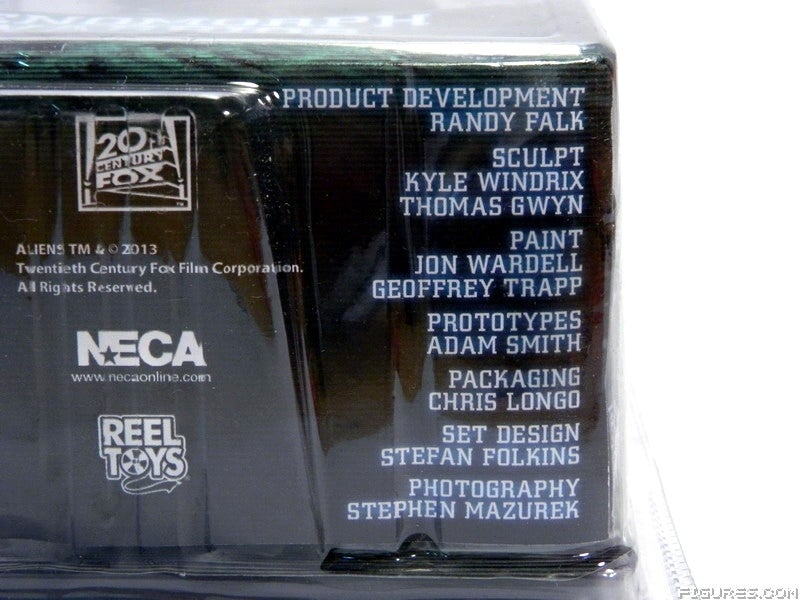 PRODUCT DEVELOPMENT
RANDY FALK
SCULPT
KYLE WINDRIX
THOMAS GWYN
PAINT
JON WARDELL
GEOFFREY TRAPP
PROTOTYPES
ADAM SMITH
PACKAGING
CHRIS LONGO
SET DESIGN
STEFAN FOLKINS
PHOTOGRAPHY
STEPHEN MAZUREK
20th
CENTURY
FOX
ALIENS TM & © 2013
Twentieth Century Fox Film Corporation.
All Rights Reserved.
NECA
www.necaonline.com
REEL
TOYS
FIGURES.COM